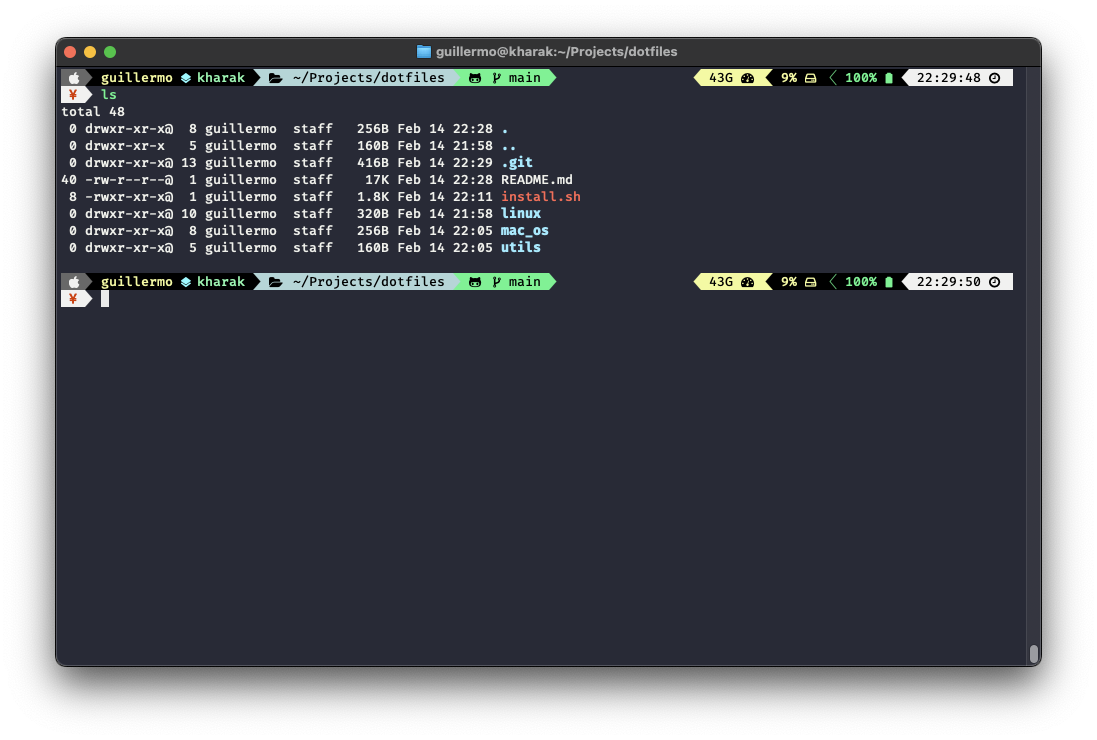 guillermo@kharak:~/Projects/dotfiles
guillermo kharak ~/Projects/dotfiles main 43G 9% 100% 22:29:48
¥ ls
total 48
0 drwxr-xr-x@ 8 guillermo staff 256B Feb 14 22:28 .
0 drwxr-xr-x 5 guillermo staff 160B Feb 14 21:58 ..
0 drwxr-xr-x@ 13 guillermo staff 416B Feb 14 22:29 .git
40 -rw-r--r--@ 1 guillermo staff 17K Feb 14 22:28 README.md
8 -rwxr-xr-x@ 1 guillermo staff 1.8K Feb 14 22:11 install.sh
0 drwxr-xr-x@ 10 guillermo staff 320B Feb 14 21:58 linux
0 drwxr-xr-x@ 8 guillermo staff 256B Feb 14 22:05 mac_os
0 drwxr-xr-x@ 5 guillermo staff 160B Feb 14 22:05 utils
guillermo kharak ~/Projects/dotfiles main 43G 9% 100% 22:29:50
¥